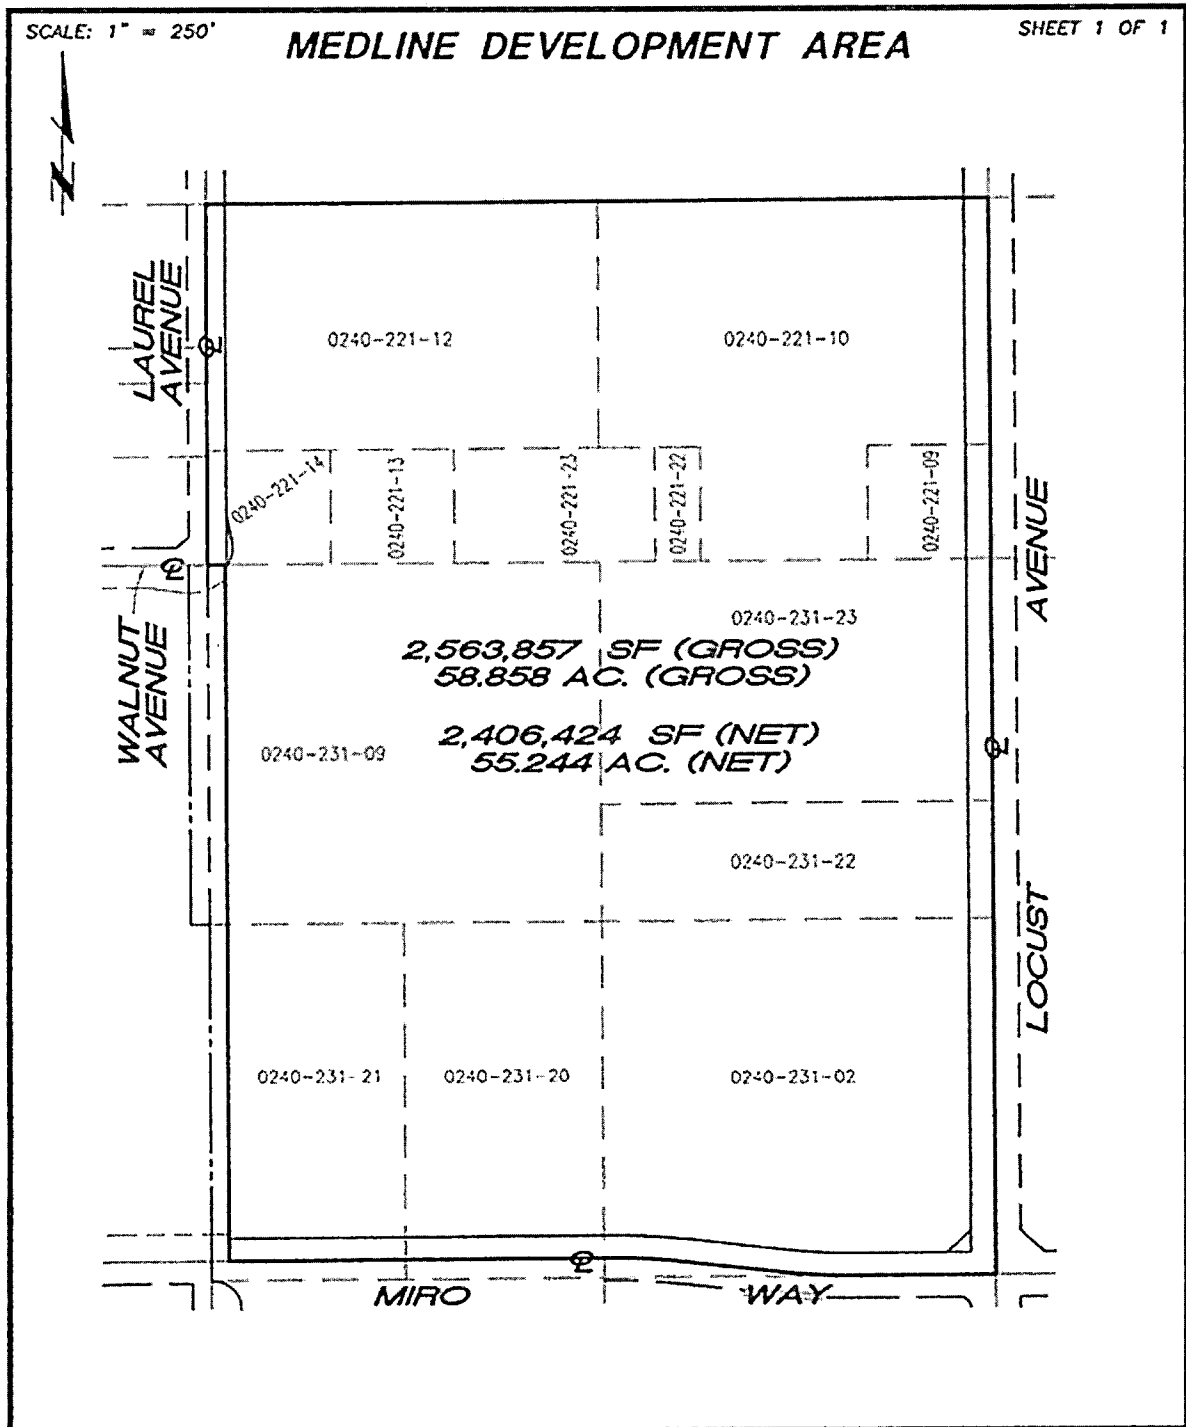 SCALE: 1" = 250'
MEDLINE DEVELOPMENT AREA
SHEET 1 OF 1
N
LAUREL
AVENUE
0240-221-12
0240-221-10
0240-221-14
0240-221-13
0240-221-23
0240-221-22
0240-221-09
WALNUT
AVENUE
0240-231-23
2,563,857 SF (GROSS)
58.858 AC. (GROSS)
2,406,424 SF (NET)
55.244 AC. (NET)
0240-231-09
LOCUST AVENUE
0240-231-22
0240-231-21
0240-231-20
0240-231-02
MIRO WAY